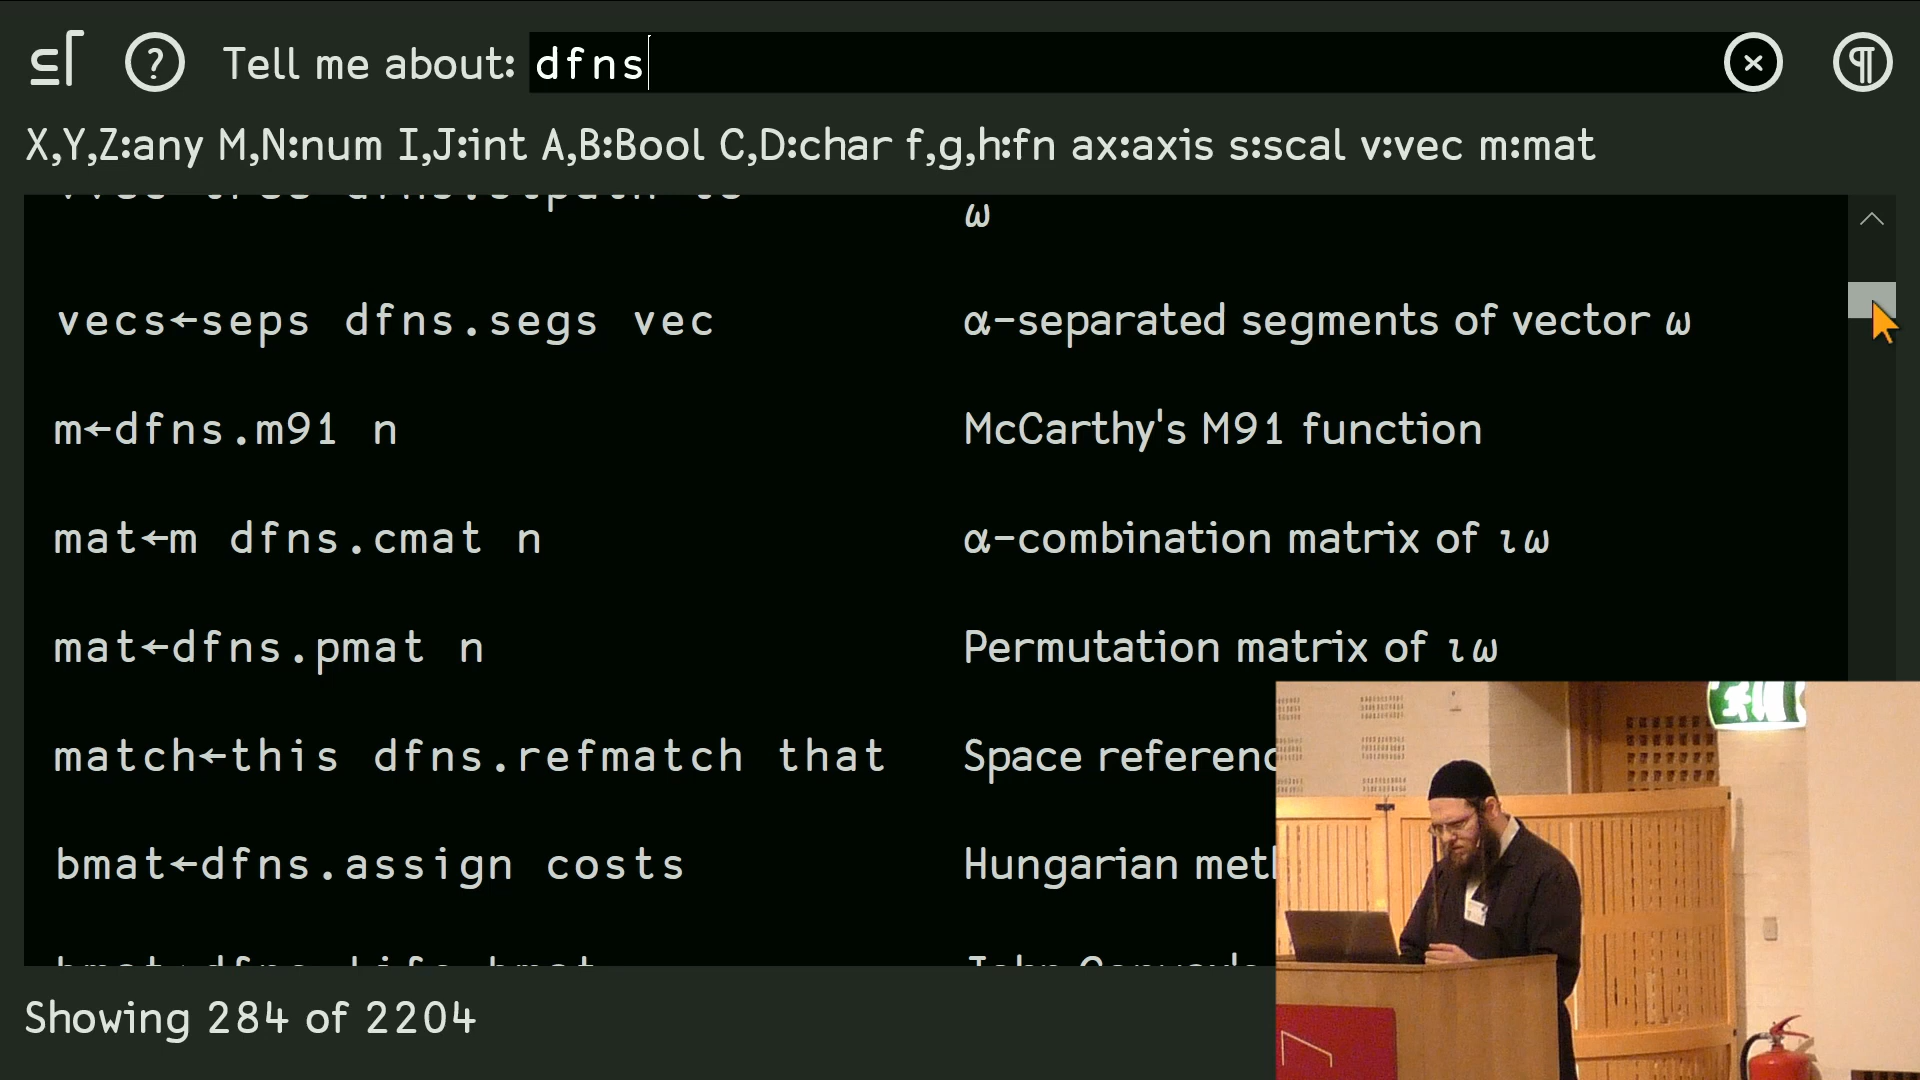 Tell me about: dfns
X,Y,Z:any M,N:num I,J:int A,B:Bool C,D:char f,g,h:fn ax:axis s:scal v:vec m:mat
⍵
vecs←seps dfns.segs vec
⍺-separated segments of vector ⍵
m←dfns.m91 n
McCarthy's M91 function
mat←m dfns.cmat n
⍺-combination matrix of ⍳⍵
mat←dfns.pmat n
Permutation matrix of ⍳⍵
match←this dfns.refmatch that
Space
bmat←dfns.assign costs
Hungarian
Showing 284 of 2204